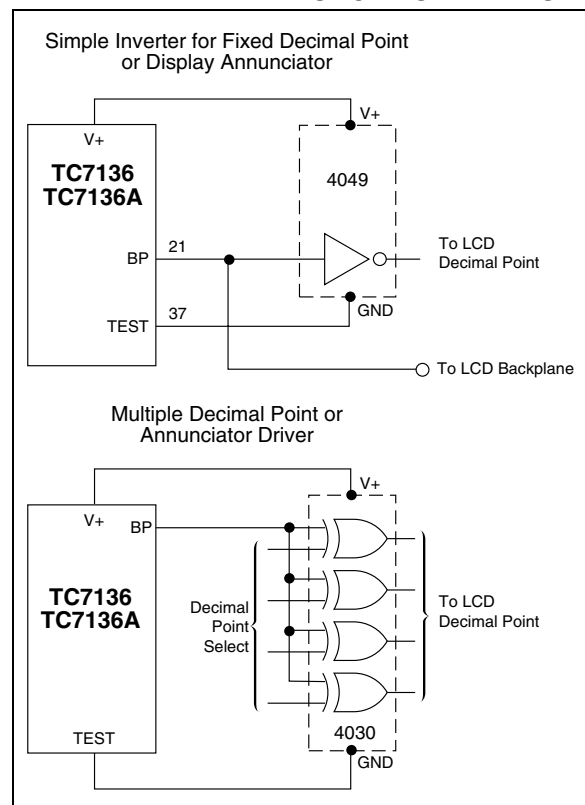 Simple Inverter for Fixed Decimal Point
or Display Annunciator
V+
V+
TC7136
TC7136A
4049
BP
21
To LCD
Decimal Point
TEST
37
GND
To LCD Backplane
Multiple Decimal Point or
Annunciator Driver
V+
V+
BP
TC7136
TC7136A
Decimal
Point
Select
To LCD
Decimal Point
4030
TEST
GND